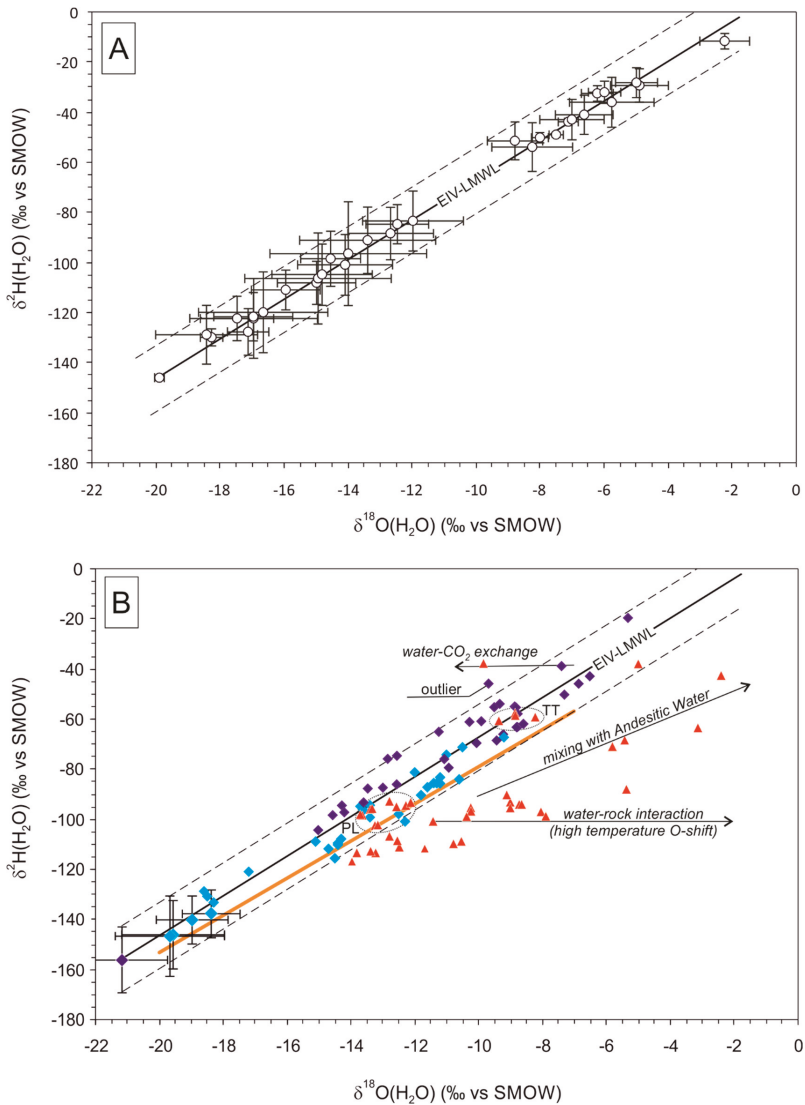 A
0
-20
-40
-60
-80
-100
-120
-140
-160
-180
δ²H(H₂O) (‰ vs SMOW)
EIV-LMWL
-22 -20 -18 -16 -14 -12 -10 -8 -6 -4 -2 0
δ¹⁸O(H₂O) (‰ vs SMOW)
B
0
-20
-40
-60
-80
-100
-120
-140
-160
-180
δ²H(H₂O) (‰ vs SMOW)
water-CO₂ exchange
EIV-LMWL
outlier
TT
mixing with Andesitic Water
PL
water-rock interaction
(high temperature O-shift)
-22 -20 -18 -16 -14 -12 -10 -8 -6 -4 -2 0
δ¹⁸O(H₂O) (‰ vs SMOW)